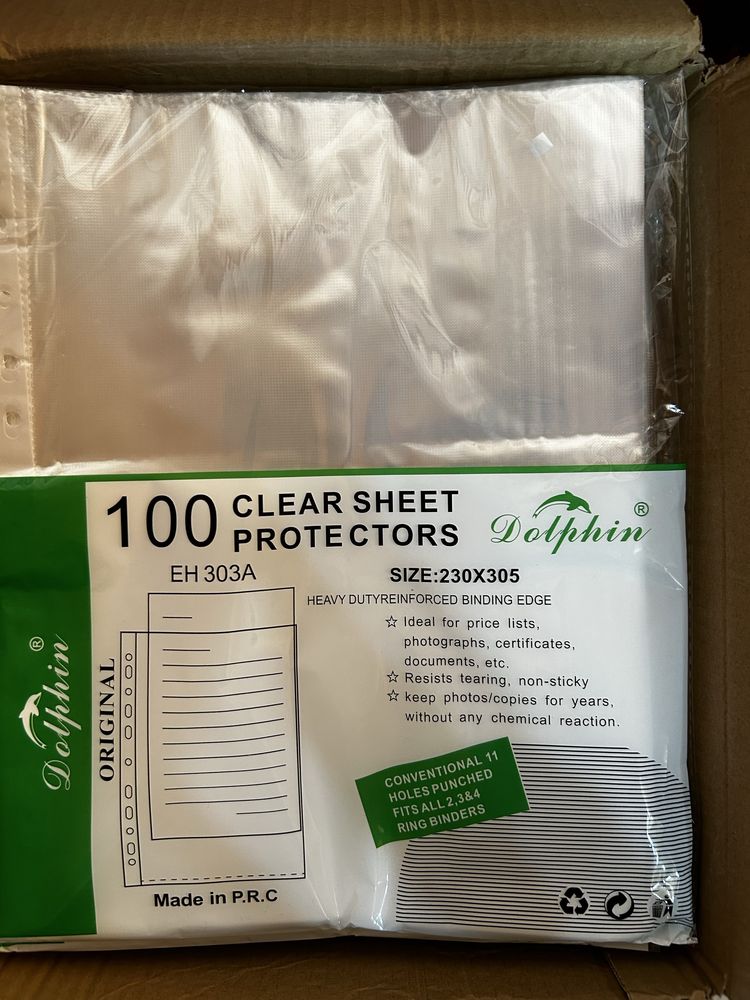 100 CLEAR SHEET
PROTECTORS
Dolphin®
EH 303A
SIZE:230X305
HEAVY DUTYREINFORCED BINDING EDGE
☆ Ideal for price lists,
photographs, certificates,
documents, etc.
☆ Resists tearing, non-sticky
☆ keep photos/copies for years,
without any chemical reaction.
Dolphin®
ORIGINAL
CONVENTIONAL 11
HOLES PUNCHED
FITS ALL 2,3&4
RING BINDERS
Made in P.R.C